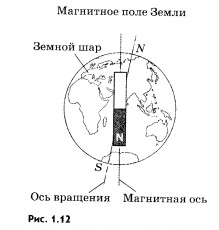 Магнитное поле Земли
Земной шар
N
N
S
Ось вращения
Магнитная ось
Рис. 1.12